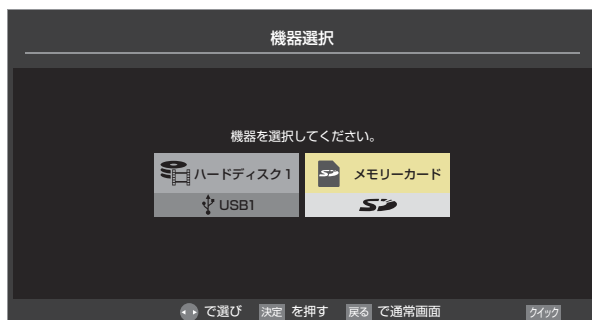 機器選択
機器を選択してください。
ハードディスク1 メモリーカード
USB1 SD
で選び 決定 を押す 戻る で通常画面 クイック